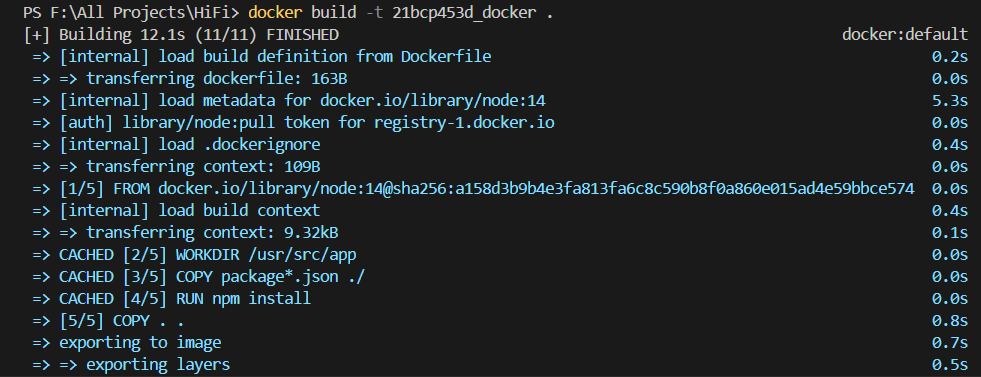 PS F:\All Projects\HiFi> docker build -t 21bcp453d_docker .
[+] Building 12.1s (11/11) FINISHED docker:default
=> [internal] load build definition from Dockerfile 0.2s
=> => transferring dockerfile: 163B 0.0s
=> [internal] load metadata for docker.io/library/node:14 5.3s
=> [auth] library/node:pull token for registry-1.docker.io 0.0s
=> [internal] load .dockerignore 0.4s
=> => transferring context: 109B 0.0s
=> [1/5] FROM docker.io/library/node:14@sha256:a158d3b9b4e3fa813fa6c8c590b8f0a860e015ad4e59bbce574 0.0s
=> [internal] load build context 0.4s
=> => transferring context: 9.32kB 0.1s
=> CACHED [2/5] WORKDIR /usr/src/app 0.0s
=> CACHED [3/5] COPY package*.json ./ 0.0s
=> CACHED [4/5] RUN npm install 0.0s
=> [5/5] COPY . . 0.8s
=> exporting to image 0.7s
=> => exporting layers 0.5s